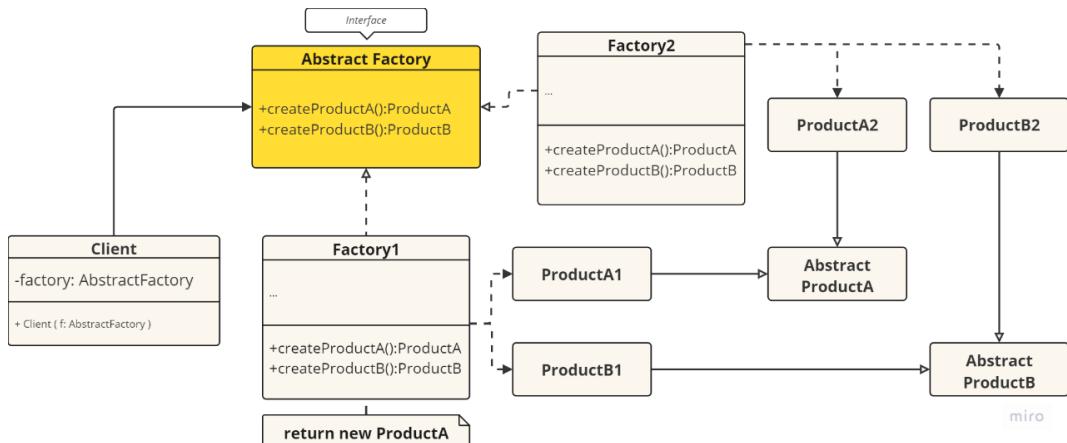 Interface
Abstract Factory
+createProductA():ProductA
+createProductB():ProductB
Factory2
...
+createProductA():ProductA
+createProductB():ProductB
ProductA2
ProductB2
Client
-factory: AbstractFactory
+ Client ( f: AbstractFactory )
Factory1
...
+createProductA():ProductA
+createProductB():ProductB
ProductA1
Abstract
ProductA
ProductB1
Abstract
ProductB
return new ProductA
miro